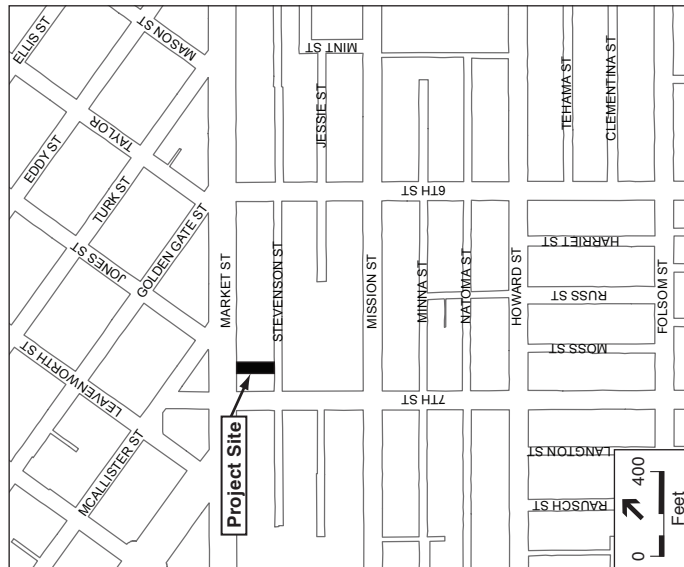 ELLIS ST
MASON ST
EDDY ST
TAYLOR
TURK ST
JONES ST
GOLDEN GATE ST
LEAVENWORTH ST
MCALLISTER ST
MINT ST
JESSIE ST
MARKET ST
STEVENSON ST
6TH ST
TEHAMA ST
CLEMENTINA ST
MISSION ST
MINNA ST
NATOMA ST
HOWARD ST
HARRIET ST
RUSS ST
MOSS ST
FOLSOM ST
Project Site
7TH ST
LANGTON ST
RAUSCH ST
0 400
Feet